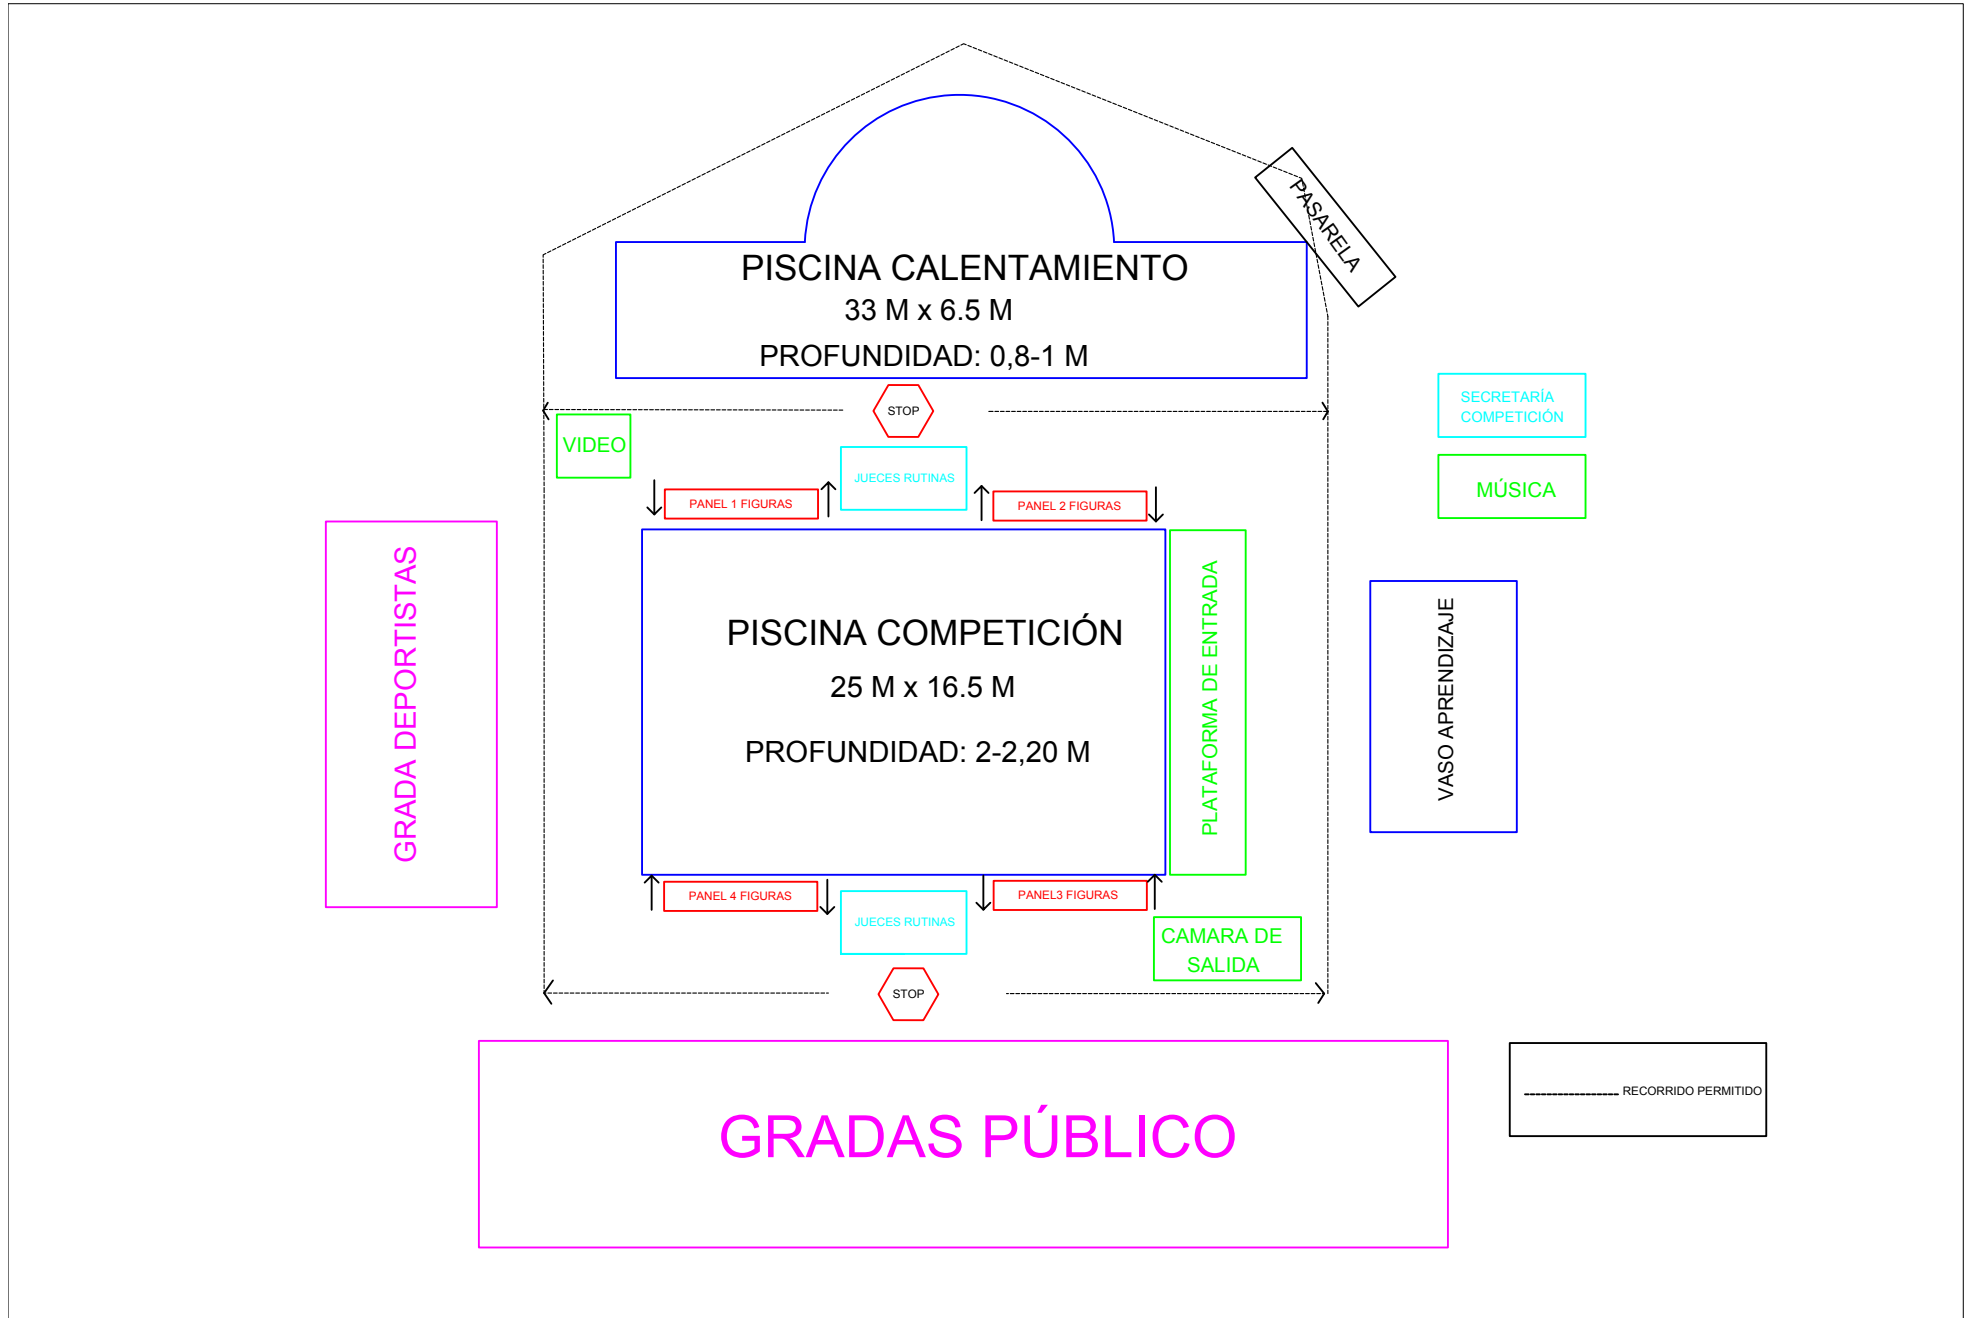 PASARELA
PISCINA CALENTAMIENTO
33 M x 6.5 M
PROFUNDIDAD: 0,8-1 M
STOP
SECRETARÍA
COMPETICIÓN
VIDEO
JUECES RUTINAS
MÚSICA
PANEL 1 FIGURAS
PANEL 2 FIGURAS
GRADA DEPORTISTAS
PISCINA COMPETICIÓN
25 M x 16.5 M
PROFUNDIDAD: 2-2,20 M
PLATAFORMA DE ENTRADA
VASO APRENDIZAJE
PANEL 4 FIGURAS
PANEL3 FIGURAS
JUECES RUTINAS
CAMARA DE
SALIDA
STOP
RECORRIDO PERMITIDO
GRADAS PÚBLICO